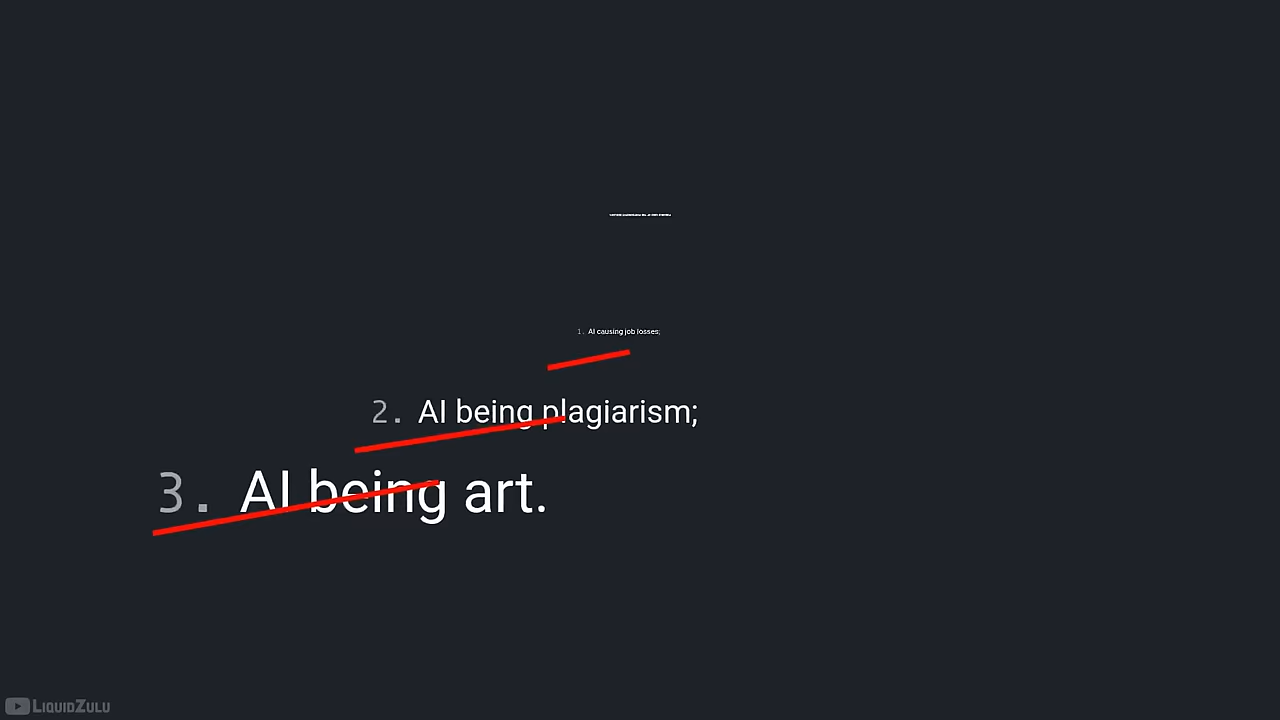 1. AI causing job losses;
2. AI being plagiarism;
3. AI being art.
LIQUIDZULU